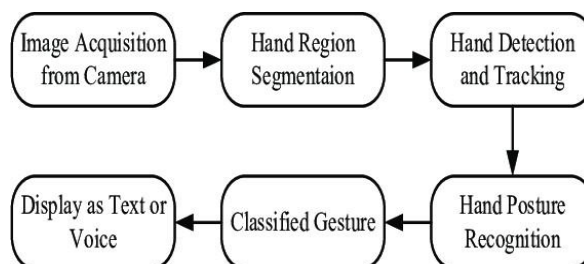 Image Acquisition
from Camera
Hand Region
Segmentaion
Hand Detection
and Tracking
Hand Posture
Recognition
Classified Gesture
Display as Text or
Voice